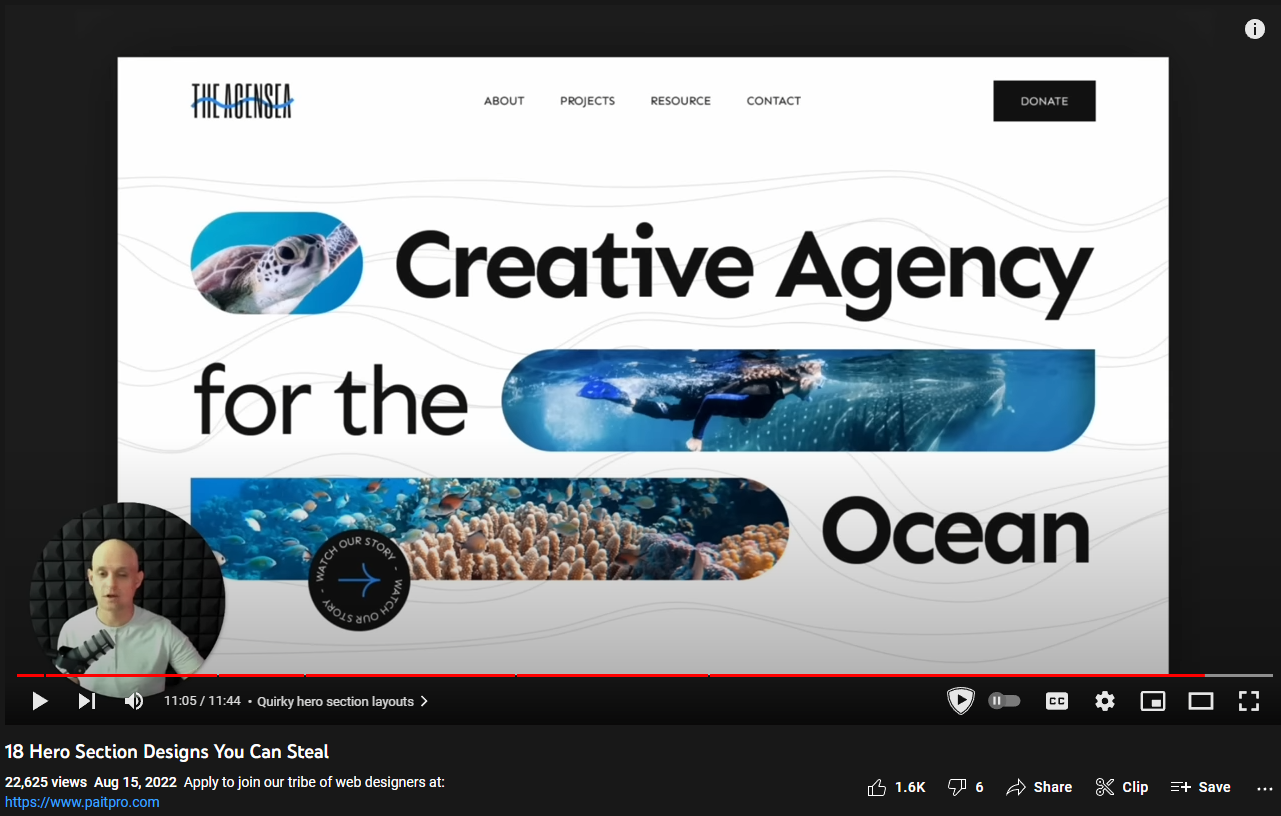 THE AGENSEA
ABOUT
PROJECTS
RESOURCE
CONTACT
DONATE
Creative Agency
for the
Ocean
WATCH OUR STORY - WATCH OUR STORY -
11:05 / 11:44 • Quirky hero section layouts
CC
18 Hero Section Designs You Can Steal
22,625 views Aug 15, 2022 Apply to join our tribe of web designers at:
https://www.paitpro.com
1.6K
6
Share
Clip
Save